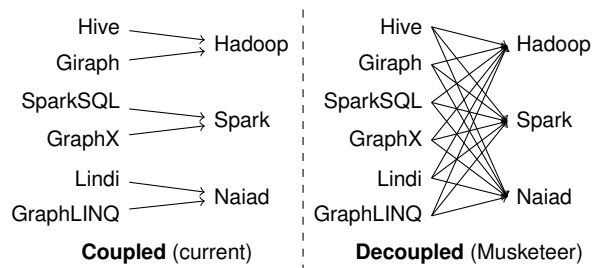 Hive
Giraph
Hadoop
SparkSQL
GraphX
Spark
Lindi
GraphLINQ
Naiad
Coupled (current)
Hive
Giraph
Hadoop
SparkSQL
GraphX
Spark
Lindi
GraphLINQ
Naiad
Decoupled (Musketeer)